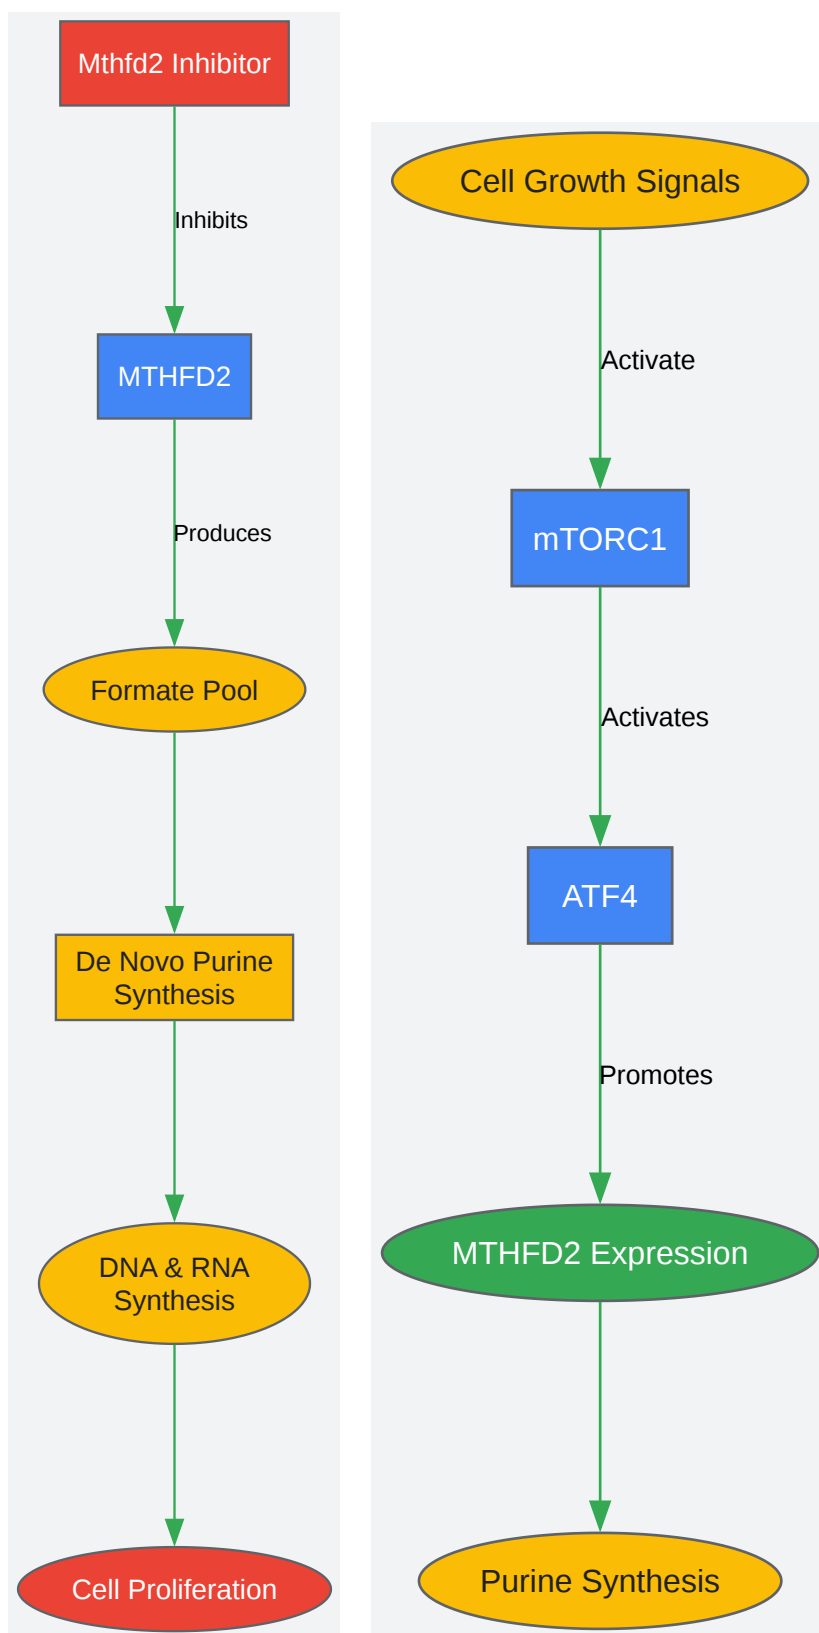 Mthfd2 Inhibitor
Inhibits
MTHFD2
Produces
Formate Pool
De Novo Purine
Synthesis
DNA & RNA
Synthesis
Cell Proliferation
Cell Growth Signals
Activate
mTORC1
Activates
ATF4
Promotes
MTHFD2 Expression
Purine Synthesis